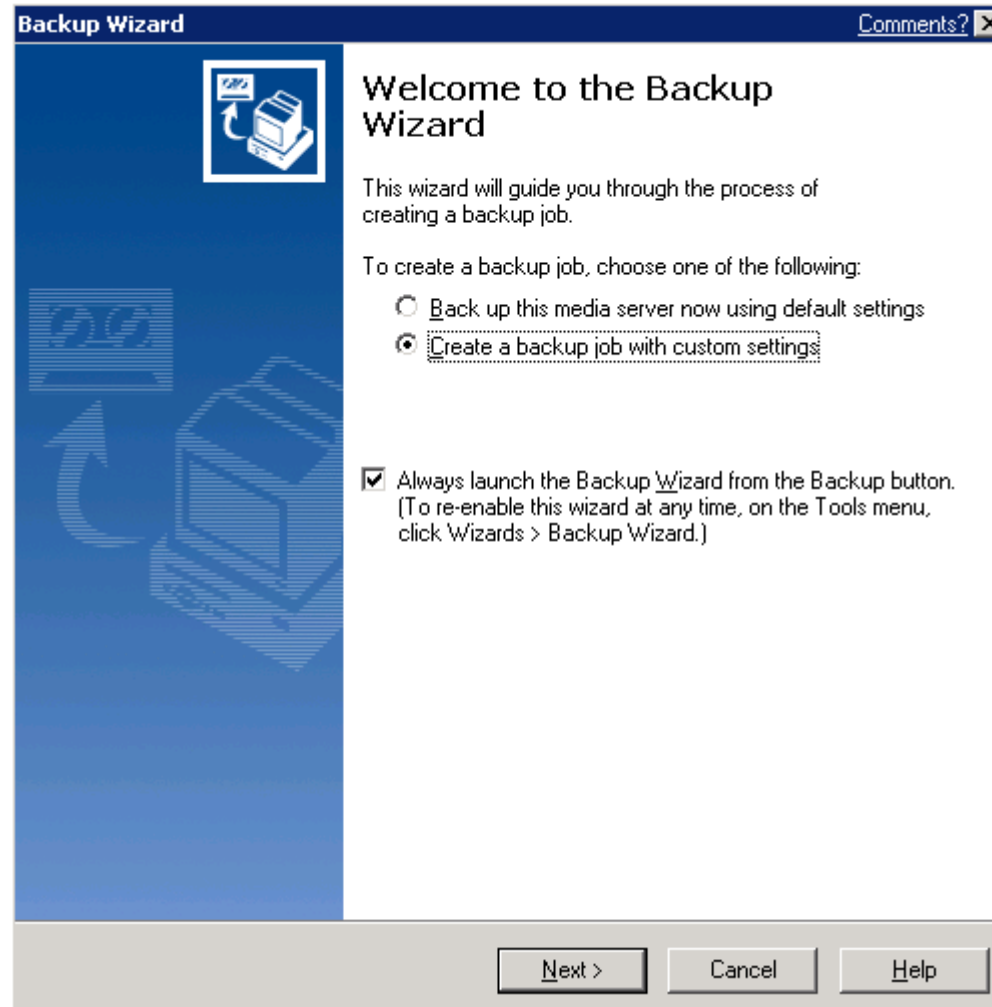 Backup Wizard
Comments?
Welcome to the Backup
Wizard
This wizard will guide you through the process of
creating a backup job.
To create a backup job, choose one of the following:
Back up this media server now using default settings
Create a backup job with custom settings
Always launch the Backup Wizard from the Backup button.
(To re-enable this wizard at any time, on the Tools menu,
click Wizards > Backup Wizard.)
Next >
Cancel
Help